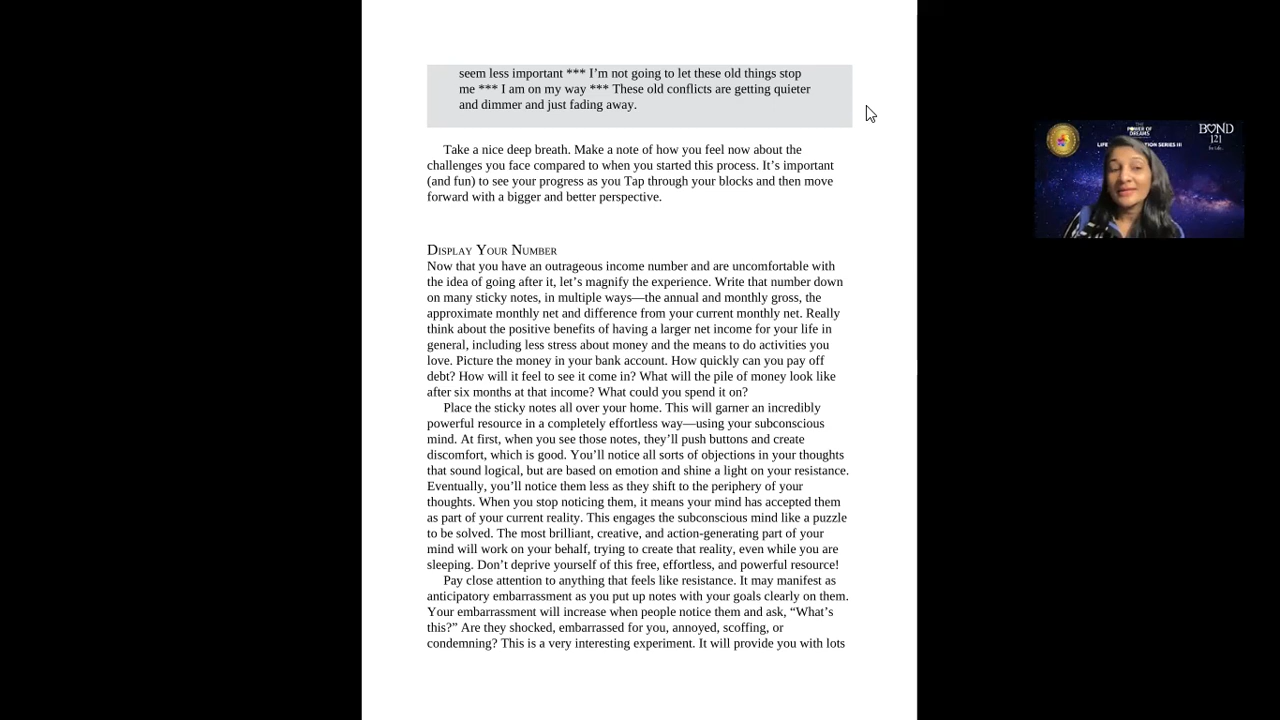 seem less important *** I’m not going to let these old things stop
me *** I am on my way *** These old conflicts are getting quieter
and dimmer and just fading away.
Take a nice deep breath. Make a note of how you feel now about the
challenges you face compared to when you started this process. It’s important
(and fun) to see your progress as you Tap through your blocks and then move
forward with a bigger and better perspective.
Display Your Number
Now that you have an outrageous income number and are uncomfortable with
the idea of going after it, let’s magnify the experience. Write that number down
on many sticky notes, in multiple ways—the annual and monthly gross, the
approximate monthly net and difference from your current monthly net. Really
think about the positive benefits of having a larger net income for your life in
general, including less stress about money and the means to do activities you
love. Picture the money in your bank account. How quickly can you pay off
debt? How will it feel to see it come in? What will the pile of money look like
after six months at that income? What could you spend it on?
Place the sticky notes all over your home. This will garner an incredibly
powerful resource in a completely effortless way—using your subconscious
mind. At first, when you see those notes, they’ll push buttons and create
discomfort, which is good. You’ll notice all sorts of objections in your thoughts
that sound logical, but are based on emotion and shine a light on your resistance.
Eventually, you’ll notice them less as they shift to the periphery of your
thoughts. When you stop noticing them, it means your mind has accepted them
as part of your current reality. This engages the subconscious mind like a puzzle
to be solved. The most brilliant, creative, and action-generating part of your
mind will work on your behalf, trying to create that reality, even while you are
sleeping. Don’t deprive yourself of this free, effortless, and powerful resource!
Pay close attention to anything that feels like resistance. It may manifest as
anticipatory embarrassment as you put up notes with your goals clearly on them.
Your embarrassment will increase when people notice them and ask, “What’s
this?” Are they shocked, embarrassed for you, annoyed, scoffing, or
condemning? This is a very interesting experiment. It will provide you with lots
THE
POWER OF
DREAMS
BOND
121
SERIES III